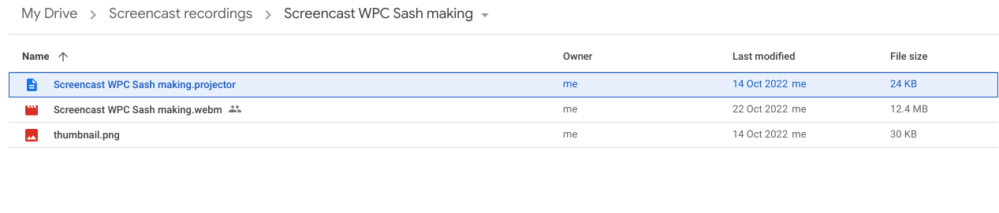 My Drive > Screencast recordings > Screencast WPC Sash making
Name Owner Last modified File size
Screencast WPC Sash making.projector me 14 Oct 2022 me 24 KB
Screencast WPC Sash making.webm me 22 Oct 2022 me 12.4 MB
thumbnail.png me 14 Oct 2022 me 30 KB